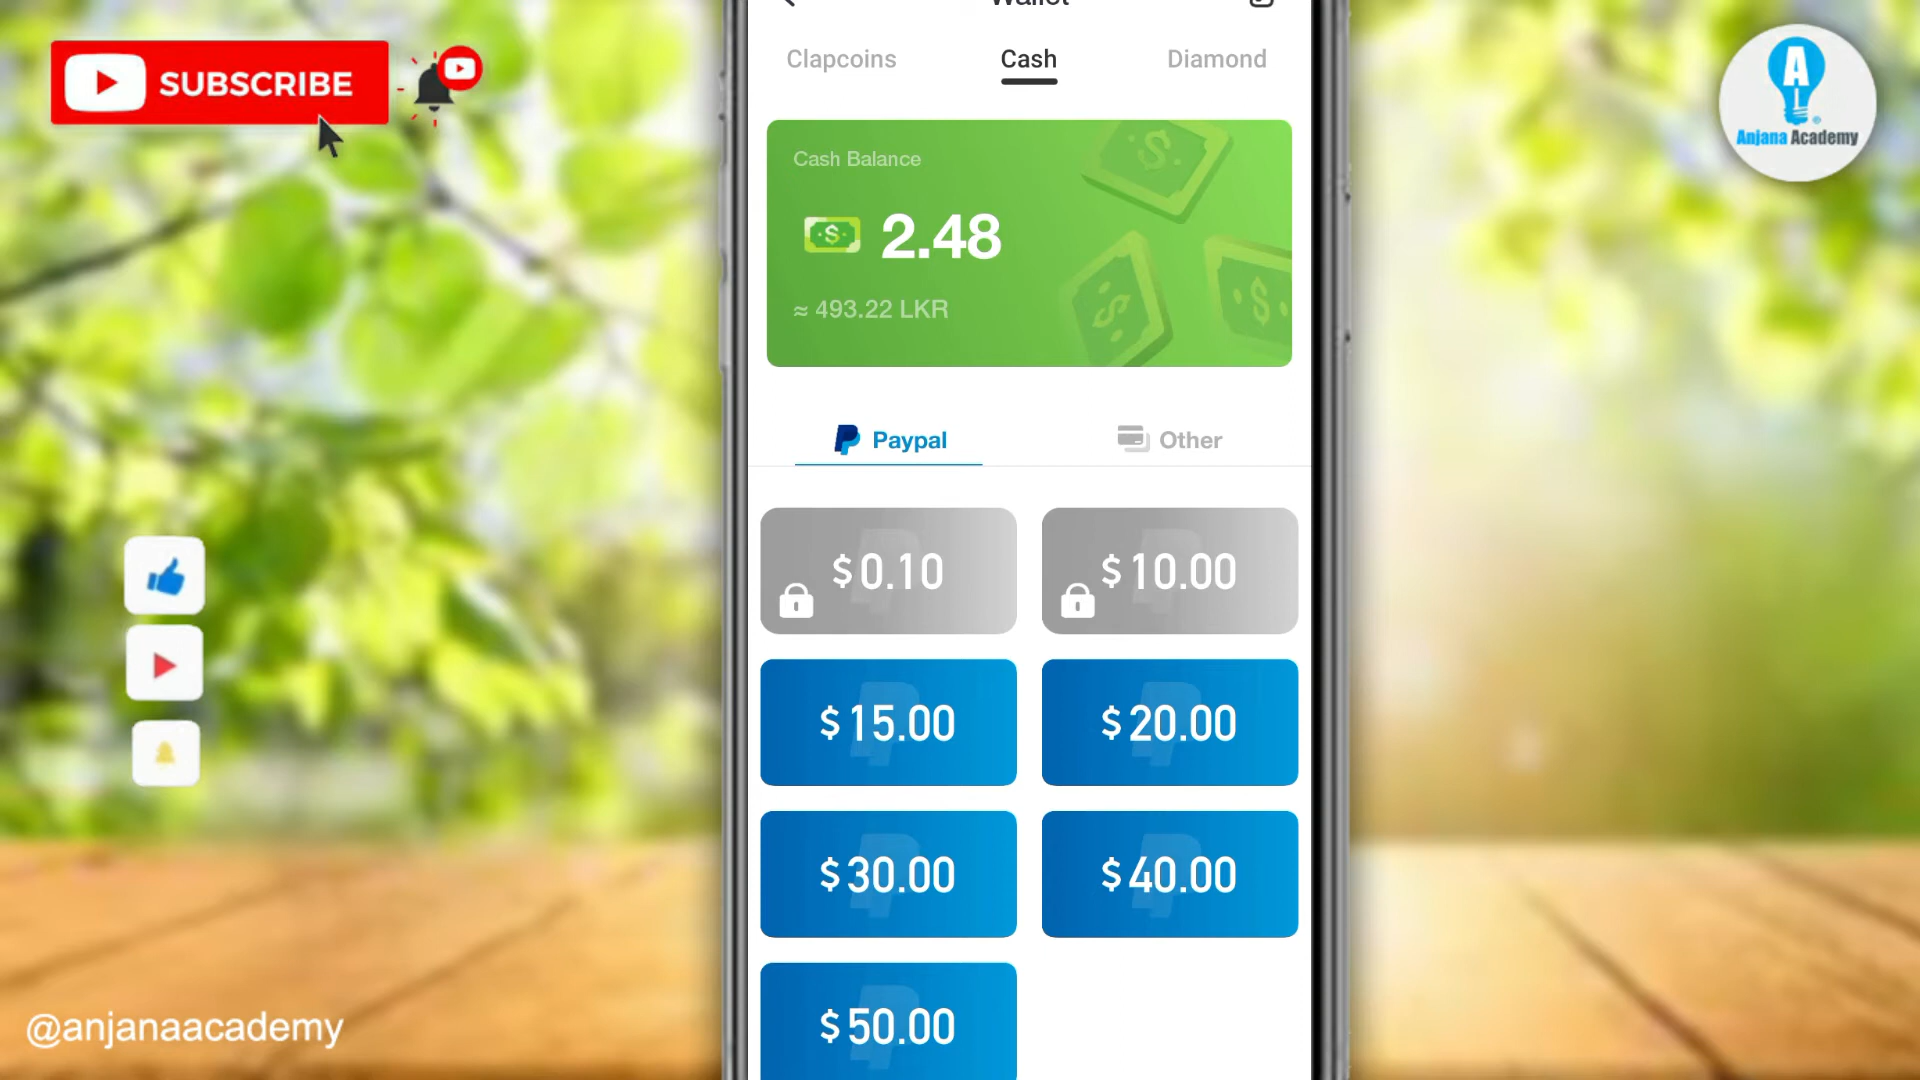 Wallet
Clapcoins
Cash
Diamond
SUBSCRIBE
A
Anjana Academy
Cash Balance
$ 2.48
≈ 493.22 LKR
Paypal
Other
$ 0.10
$ 10.00
$ 15.00
$ 20.00
$ 30.00
$ 40.00
$ 50.00
@anjanaacademy